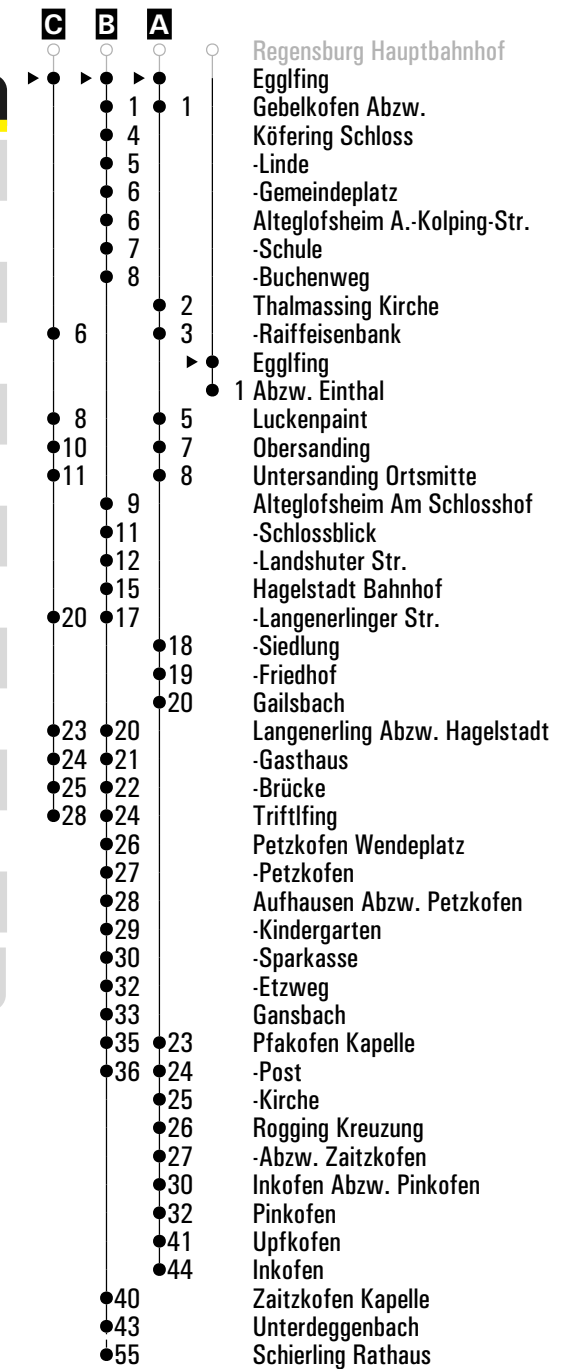 C B A
Regensburg Hauptbahnhof
Egglfing
1 1 Gebelkofen Abzw.
4 Köfering Schloss
5 -Linde
6 -Gemeindeplatz
6 Alteglofsheim A.-Kolping-Str.
7 -Schule
8 -Buchenweg
2 Thalmassing Kirche
6 3 -Raiffeisenbank
Egglfing
1 Abzw. Einthal
8 5 Luckenpaint
10 7 Obersanding
11 8 Untersanding Ortsmitte
9 Alteglofsheim Am Schlosshof
11 -Schlossblick
12 -Landshuter Str.
15 Hagelstadt Bahnhof
20 17 -Langenerlinger Str.
18 -Siedlung
19 -Friedhof
20 Gailsbach
23 20 Langenerling Abzw. Hagelstadt
24 21 -Gasthaus
25 22 -Brücke
28 24 Triftlfing
26 Petzkofen Wendeplatz
27 -Petzkofen
28 Aufhausen Abzw. Petzkofen
29 -Kindergarten
30 -Sparkasse
32 -Etzweg
33 Gansbach
35 23 Pfakofen Kapelle
36 24 -Post
25 -Kirche
26 Rogging Kreuzung
27 -Abzw. Zaitzkofen
30 Inkofen Abzw. Pinkofen
32 Pinkofen
41 Upfkofen
44 Inkofen
40 Zaitzkofen Kapelle
43 Unterdeggenbach
55 Schierling Rathaus